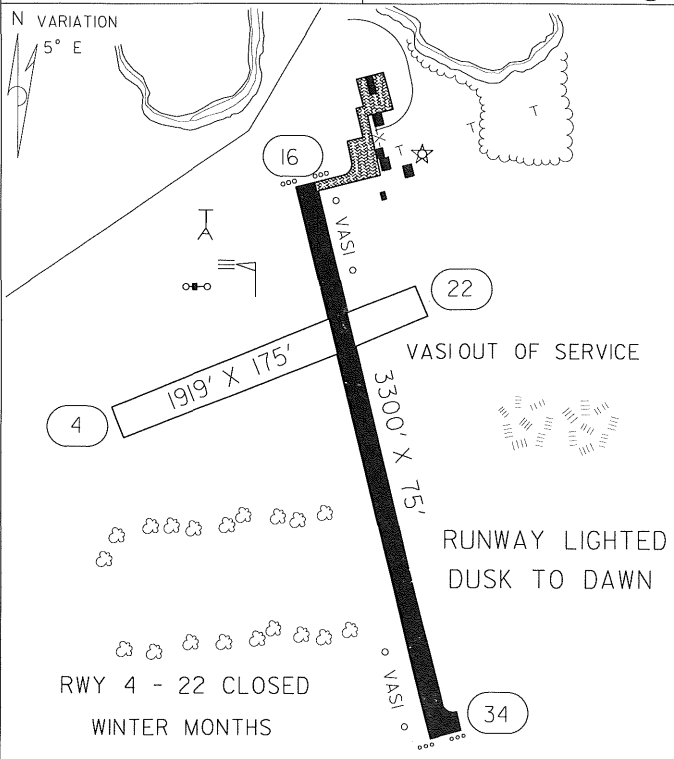 N VARIATION
5° E
T
T
16
T
VASI
22
VASI OUT OF SERVICE
1919' X 175'
3300' X 75'
4
RUNWAY LIGHTED
DUSK TO DAWN
VASI
RWY 4 - 22 CLOSED
WINTER MONTHS
34